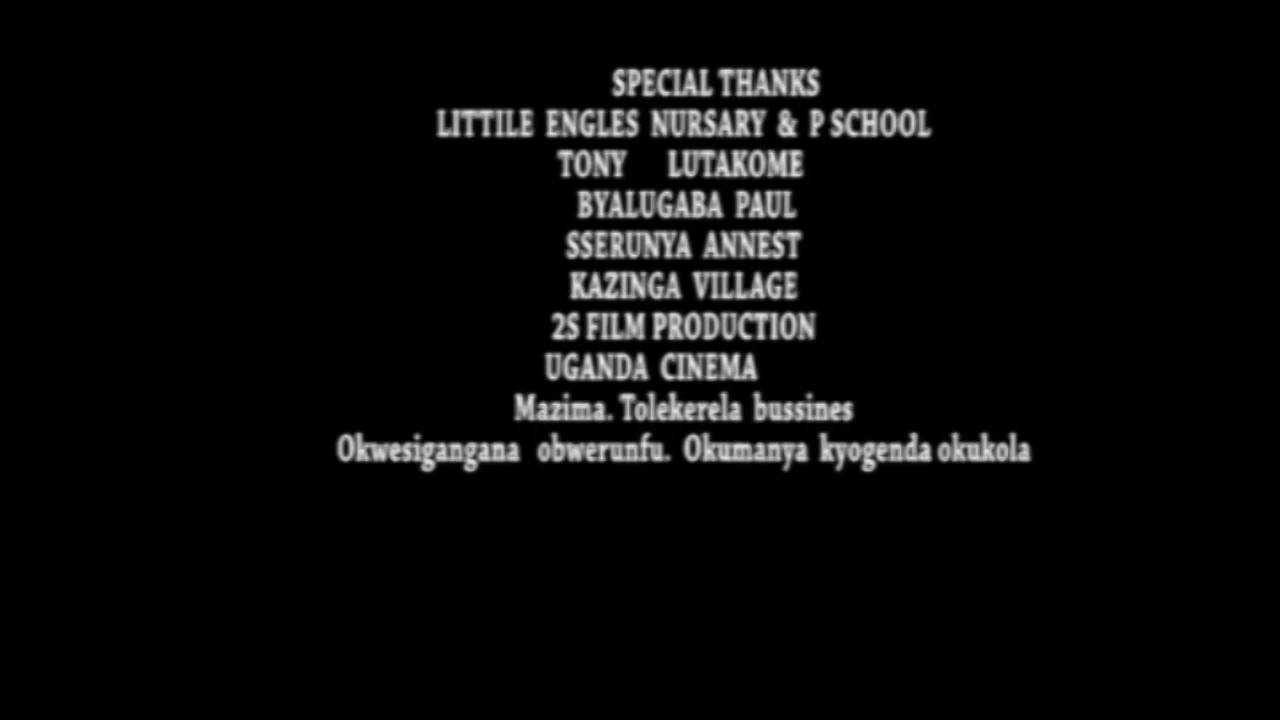 SPECIAL THANKS
LITTILE ENGLES NURSARY & P SCHOOL
TONY LUTAKOME
BYALUGABA PAUL
SSERUNYA ANNEST
KAZINGA VILLAGE
2S FILM PRODUCTION
UGANDA CINEMA
Mazima. Tolekerela bussines
Okwesigangana obwerunfu. Okumanya kyogenda okukola